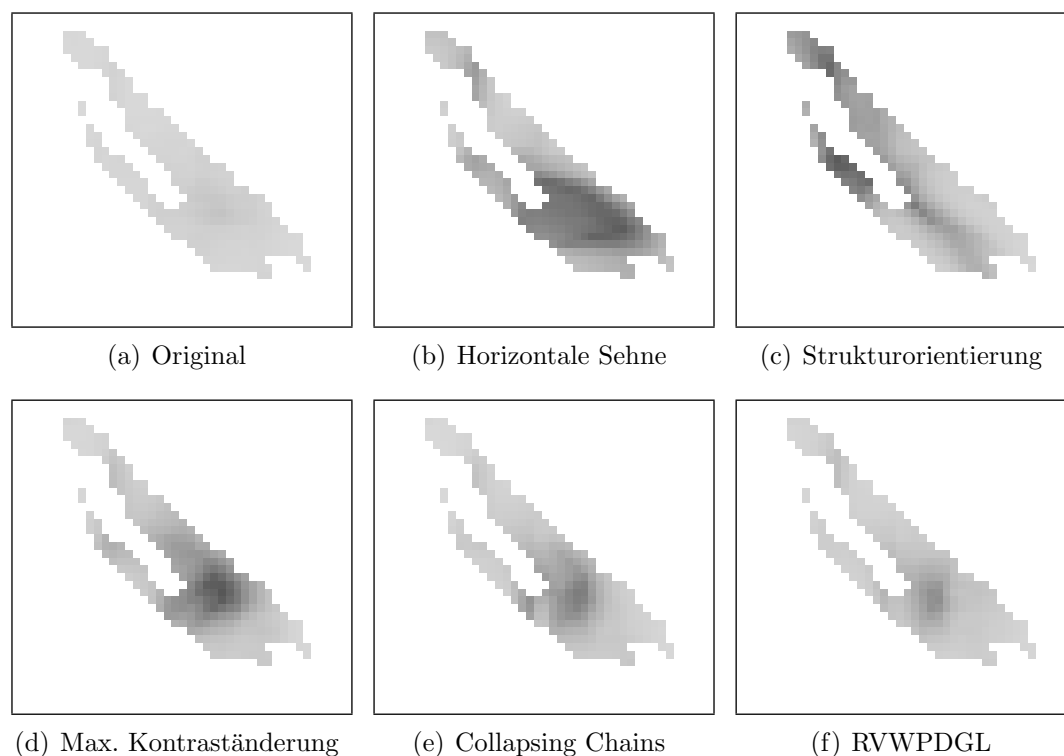 (a) Original
(b) Horizontale Sehne
(c) Strukturorientierung
(d) Max. Kontraständerung
(e) Collapsing Chains
(f) RVWPDGL